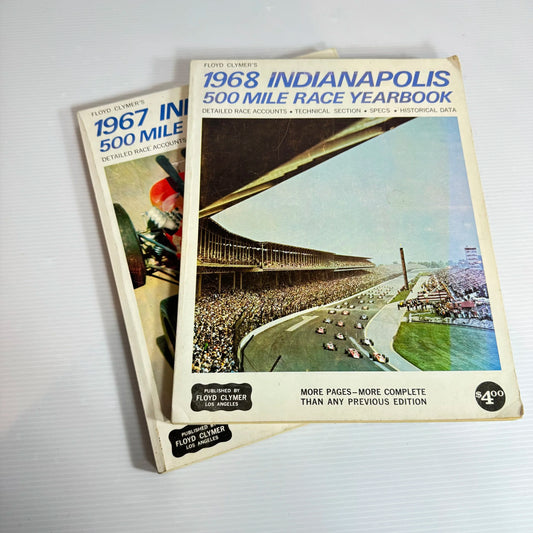 FLOYD CLYMER'S
1968 INDIANAPOLIS
500 MILE RACE YEARBOOK
DETAILED RACE ACCOUNTS • TECHNICAL SECTION • SPECS • HISTORICAL DATA
PUBLISHED BY
FLOYD CLYMER
LOS ANGELES
MORE PAGES—MORE COMPLETE
THAN ANY PREVIOUS EDITION
$4.00
FLOYD CLYMER'S
1967 IN
500 MILE
DETAILED RACE ACCOUNTS
PUBLISHED BY
FLOYD CLYMER
LOS ANGELES